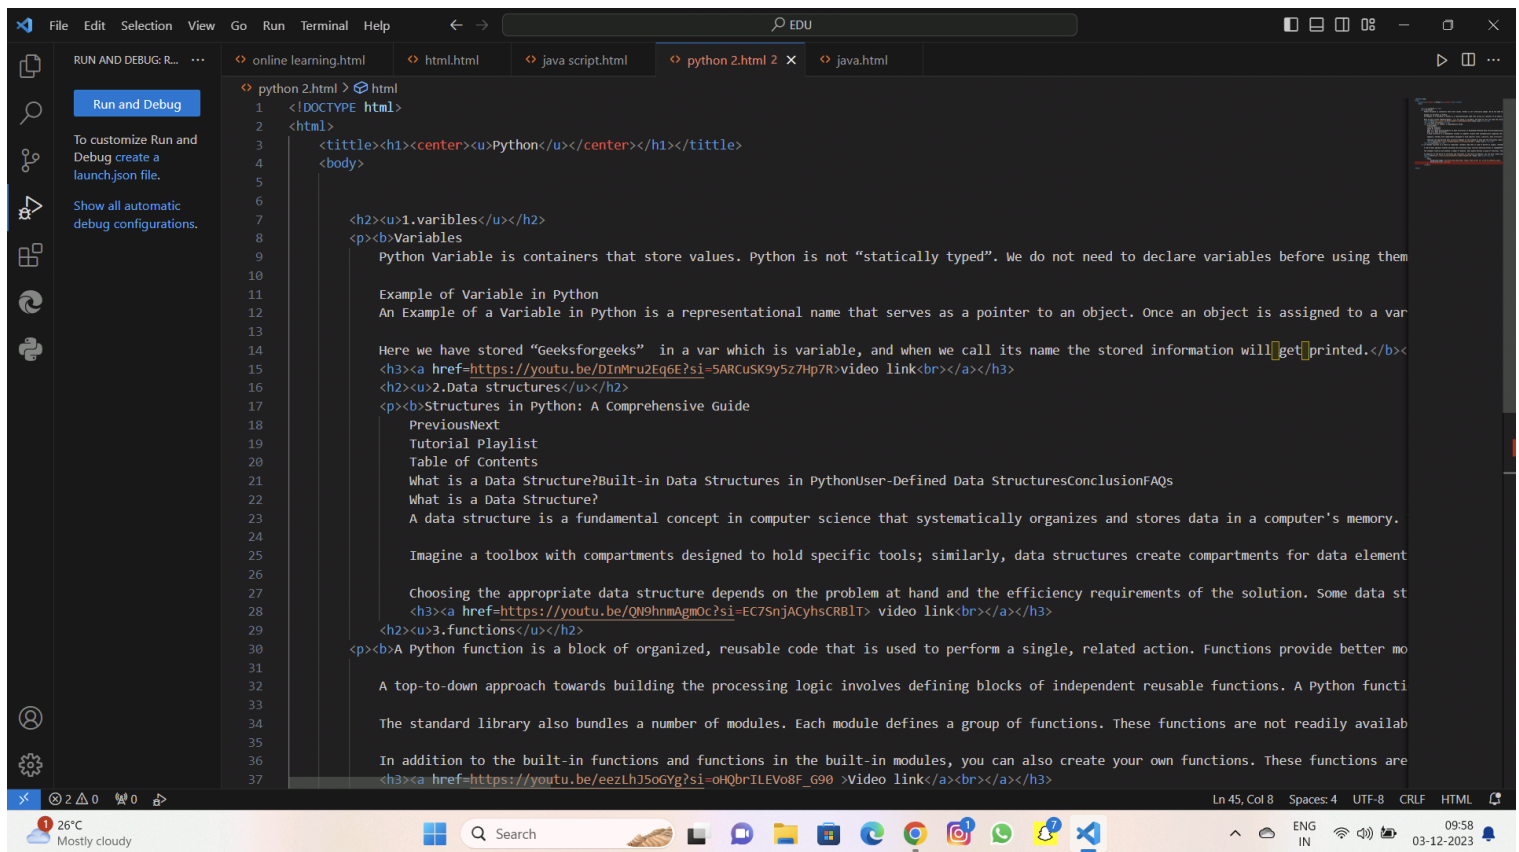 File Edit Selection View Go Run Terminal Help
EDU
RUN AND DEBUG: R... ...
online learning.html
html.html
java script.html
python 2.html 2
java.html
Run and Debug
To customize Run and
Debug create a
launch.json file.
Show all automatic
debug configurations.
python 2.html > html
1 <!DOCTYPE html>
2 <html>
3 <tittle><h1><center><u>Python</u></center></h1></tittle>
4 <body>
5
6
7 <h2><u>1.varibles</u></h2>
8 <p><b>Variables
9 Python Variable is containers that store values. Python is not “statically typed”. We do not need to declare variables before using them
10
11 Example of Variable in Python
12 An Example of a Variable in Python is a representational name that serves as a pointer to an object. Once an object is assigned to a var
13
14 Here we have stored “Geeksforgeeks”  in a var which is variable, and when we call its name the stored information will get printed.</b><
15 <h3><a href=https://youtu.be/DInMru2Eq6E?si=5ARCuSK9y5z7Hp7R>video link<br></a></h3>
16 <h2><u>2.Data structures</u></h2>
17 <p><b>Structures in Python: A Comprehensive Guide
18 PreviousNext
19 Tutorial Playlist
20 Table of Contents
21 What is a Data Structure?Built-in Data Structures in PythonUser-Defined Data StructuresConclusionFAQs
22 What is a Data Structure?
23 A data structure is a fundamental concept in computer science that systematically organizes and stores data in a computer's memory.
24
25 Imagine a toolbox with compartments designed to hold specific tools; similarly, data structures create compartments for data element
26
27 Choosing the appropriate data structure depends on the problem at hand and the efficiency requirements of the solution. Some data st
28 <h3><a href=https://youtu.be/QN9hnmAgmOc?si=EC7SnjACyhsCRBlT> video link<br></a></h3>
29 <h2><u>3.functions</u></h2>
30 <p><b>A Python function is a block of organized, reusable code that is used to perform a single, related action. Functions provide better mo
31
32 A top-to-down approach towards building the processing logic involves defining blocks of independent reusable functions. A Python functi
33
34 The standard library also bundles a number of modules. Each module defines a group of functions. These functions are not readily availab
35
36 In addition to the built-in functions and functions in the built-in modules, you can also create your own functions. These functions are
37 <h3><a href=https://youtu.be/eezLhJ5oGYg?si=oHQbrILEVo8F_G90 >Video link</a><br></a></h3>
2 0 0
Ln 45, Col 8 Spaces: 4 UTF-8 CRLF HTML
1
26°C
Mostly cloudy
Search
1
7
ENG
IN
09:58
03-12-2023